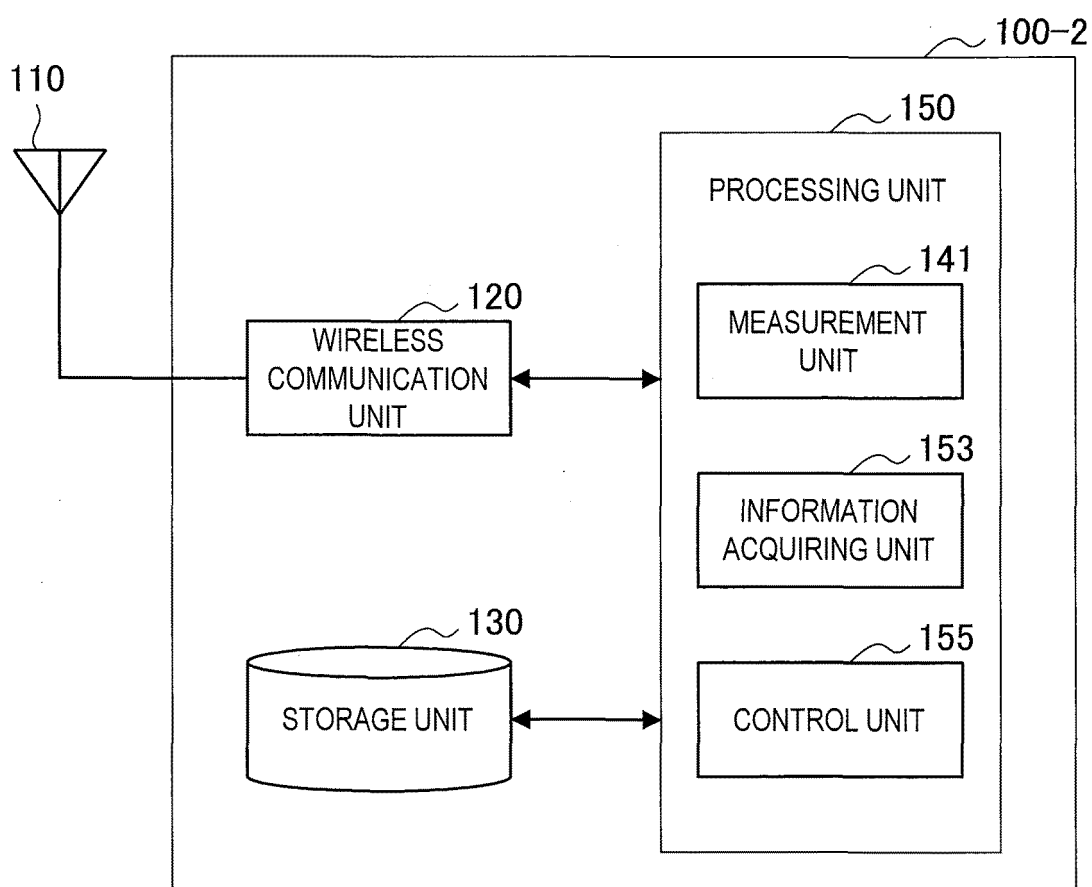 100-2
110
150
PROCESSING UNIT
141
MEASUREMENT
UNIT
120
WIRELESS
COMMUNICATION
UNIT
153
INFORMATION
ACQUIRING UNIT
130
STORAGE UNIT
155
CONTROL UNIT